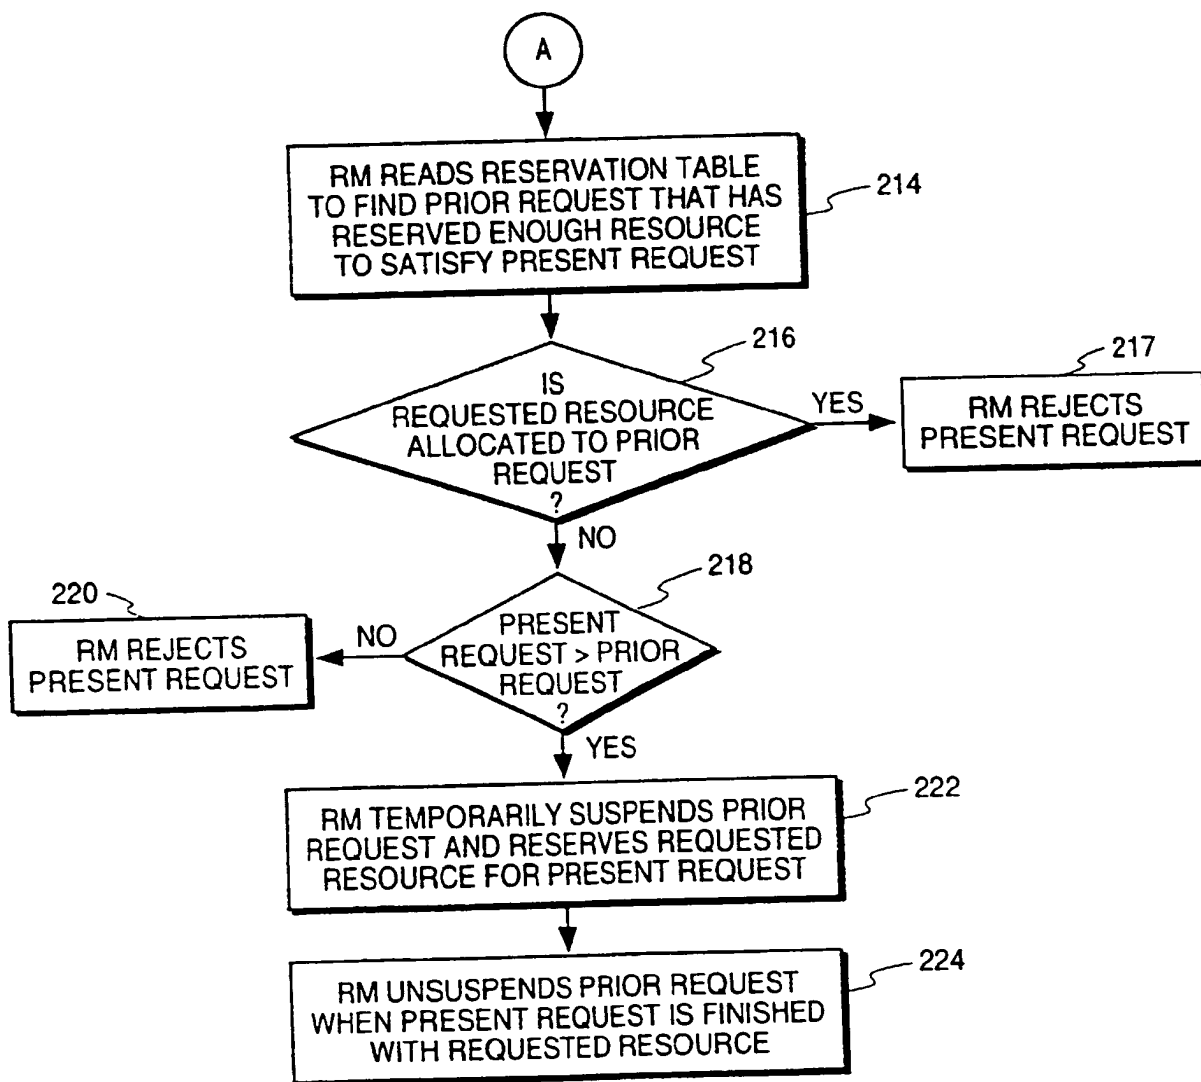 A
RM READS RESERVATION TABLE
TO FIND PRIOR REQUEST THAT HAS
RESERVED ENOUGH RESOURCE
TO SATISFY PRESENT REQUEST
214
216
IS
REQUESTED RESOURCE
ALLOCATED TO PRIOR
REQUEST
?
YES
217
RM REJECTS
PRESENT REQUEST
NO
218
PRESENT
REQUEST > PRIOR
REQUEST
?
NO
220
RM REJECTS
PRESENT REQUEST
YES
222
RM TEMPORARILY SUSPENDS PRIOR
REQUEST AND RESERVES REQUESTED
RESOURCE FOR PRESENT REQUEST
224
RM UNSUSPENDS PRIOR REQUEST
WHEN PRESENT REQUEST IS FINISHED
WITH REQUESTED RESOURCE